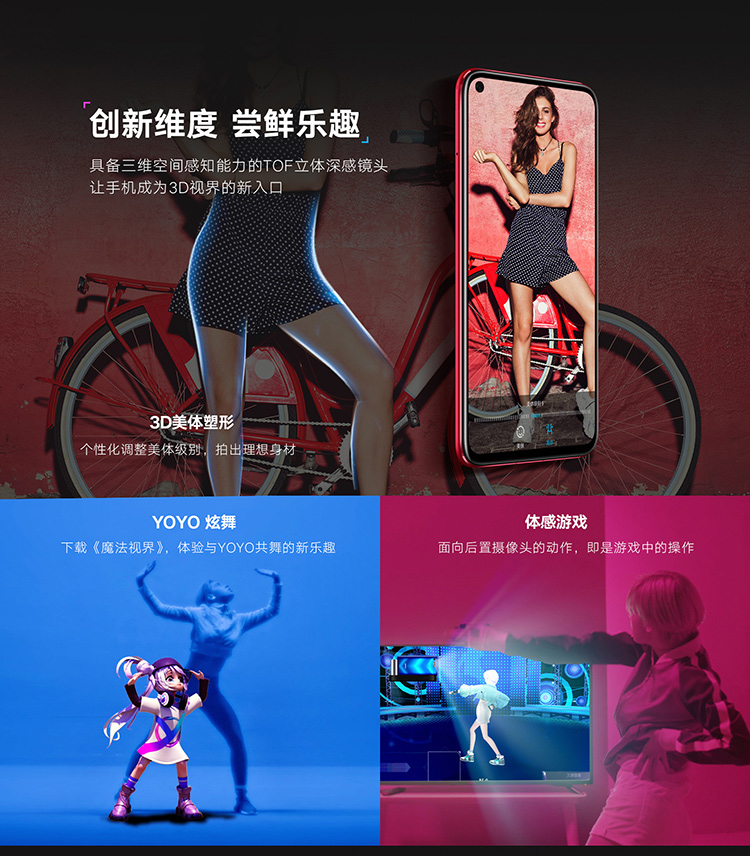 创新维度 尝鲜乐趣
具备三维空间感知能力的TOF立体深感镜头
让手机成为3D视界的新入口
3D美体塑形
个性化调整美体级别，拍出理想身材
YOYO 炫舞
下载《魔法视界》，体验与YOYO共舞的新乐趣
体感游戏
面向后置摄像头的动作，即是游戏中的操作